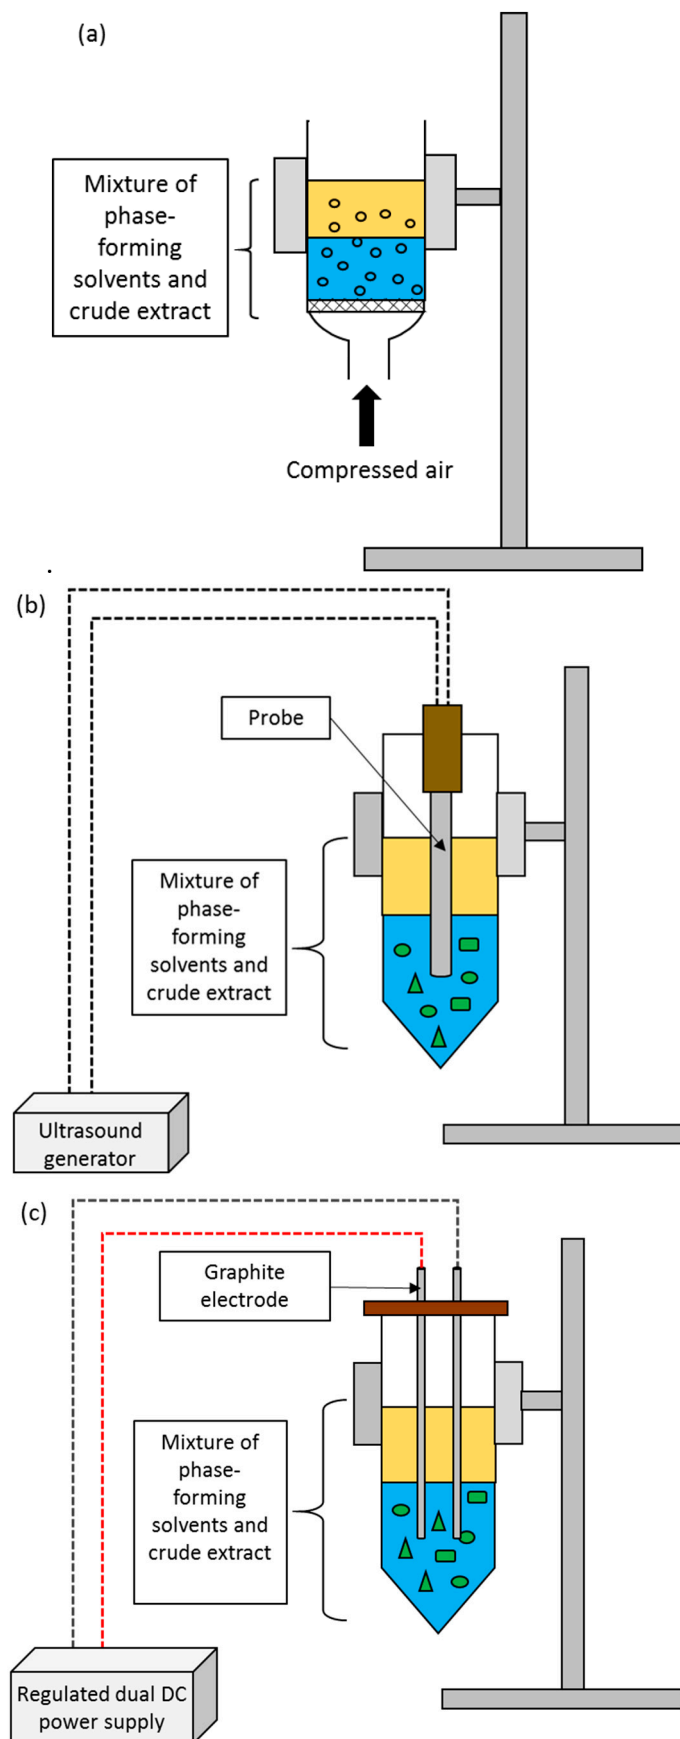 (a)
Mixture of
phase-
forming
solvents and
crude extract
Compressed air
.
(b)
Probe
Mixture of
phase-
forming
solvents and
crude extract
Ultrasound
generator
(c)
Graphite
electrode
Mixture of
phase-
forming
solvents and
crude extract
Regulated dual DC
power supply